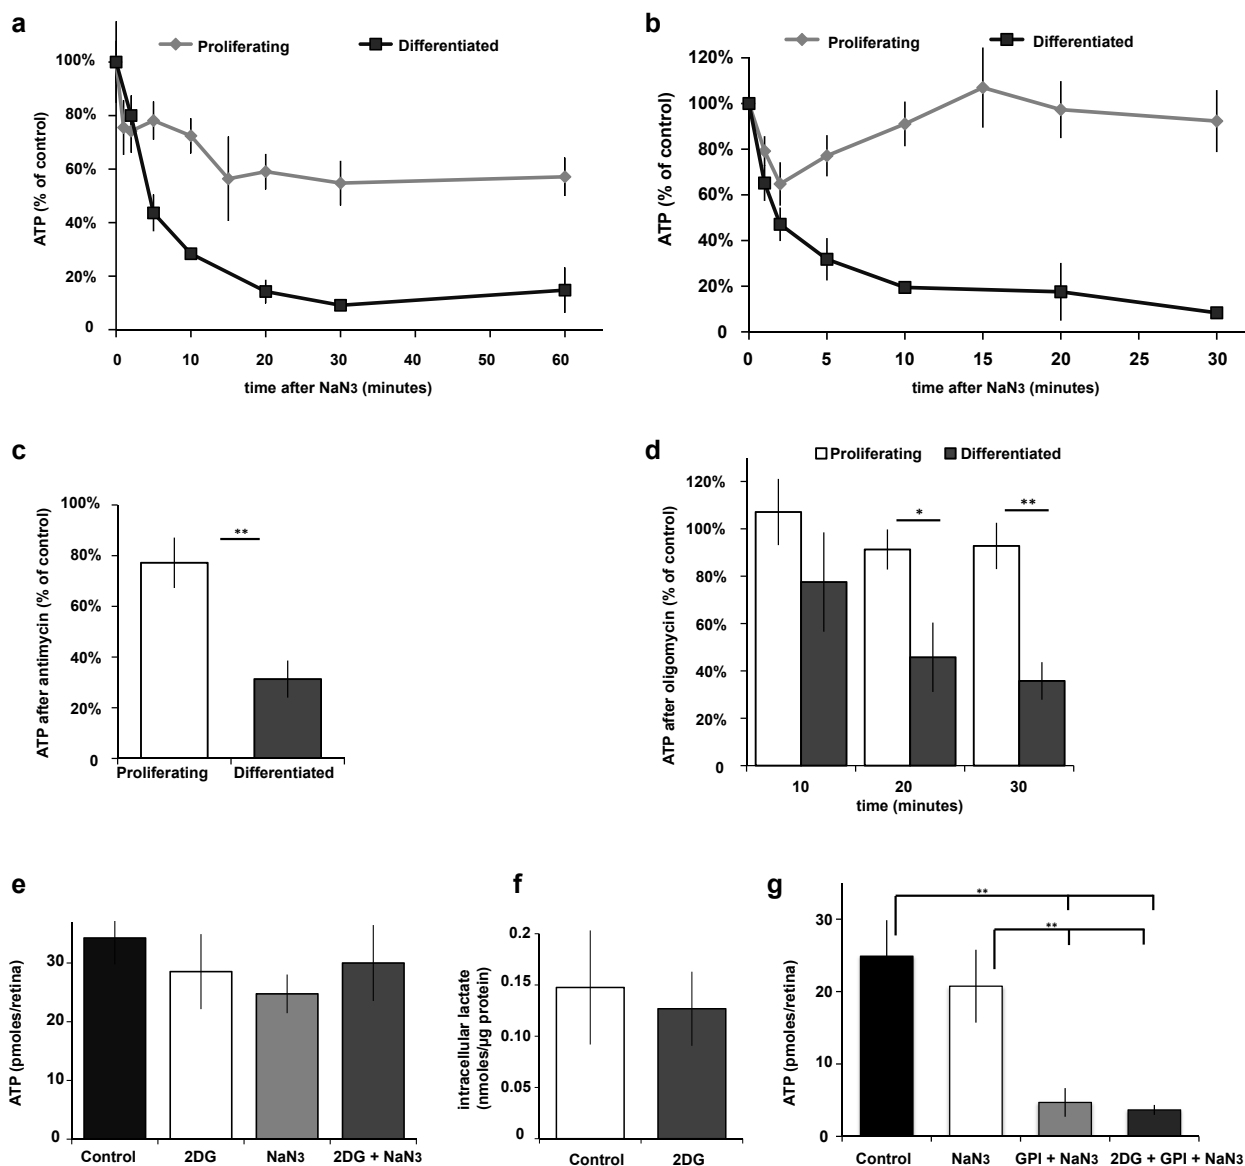 a
Proliferating
Differentiated
100%
80%
60%
40%
20%
0
ATP (% of control)
0 10 20 30 40 50 60
time after NaN3 (minutes)
b
Proliferating
Differentiated
120%
100%
80%
60%
40%
20%
0
ATP (% of control)
0 5 10 15 20 25 30
time after NaN3 (minutes)
c
100%
80%
60%
40%
20%
0
ATP after antimycin (% of control)
**
Proliferating Differentiated
d
Proliferating Differentiated
120%
100%
80%
60%
40%
20%
0
ATP after oligomycin (% of control)
*
**
10 20 30
time (minutes)
e
30
20
10
0
ATP (pmoles/retina)
Control 2DG NaN3 2DG + NaN3
f
0.2
0.15
0.10
0.05
0
intracellular lactate
(nmoles/µg protein)
Control 2DG
g
30
20
10
0
ATP (pmoles/retina)
**
**
Control NaN3 GPI + NaN3 2DG + GPI + NaN3